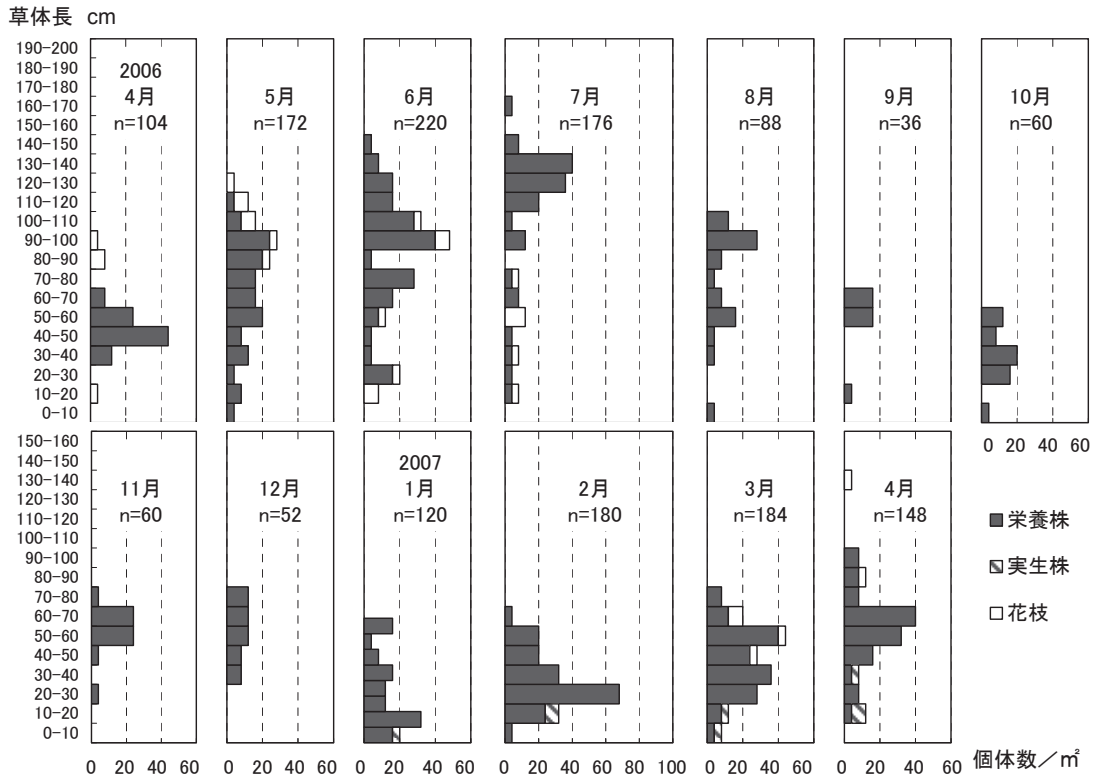 草体長 cm
190-200
180-190
170-180
160-170
150-160
140-150
130-140
120-130
110-120
100-110
90-100
80-90
70-80
60-70
50-60
40-50
30-40
20-30
10-20
0-10
2006
4月
n=104
5月
n=172
6月
n=220
7月
n=176
8月
n=88
9月
n=36
10月
n=60
0 20 40 60
150-160
140-150
130-140
120-130
110-120
100-110
90-100
80-90
70-80
60-70
50-60
40-50
30-40
20-30
10-20
0-10
11月
n=60
12月
n=52
2007
1月
n=120
2月
n=180
3月
n=184
4月
n=148
栄養株
実生株
花枝
0 20 40 60
0 20 40 60
0 20 40 60
0 20 40 60 80 100
0 20 40 60
0 20 40 60
個体数／㎡